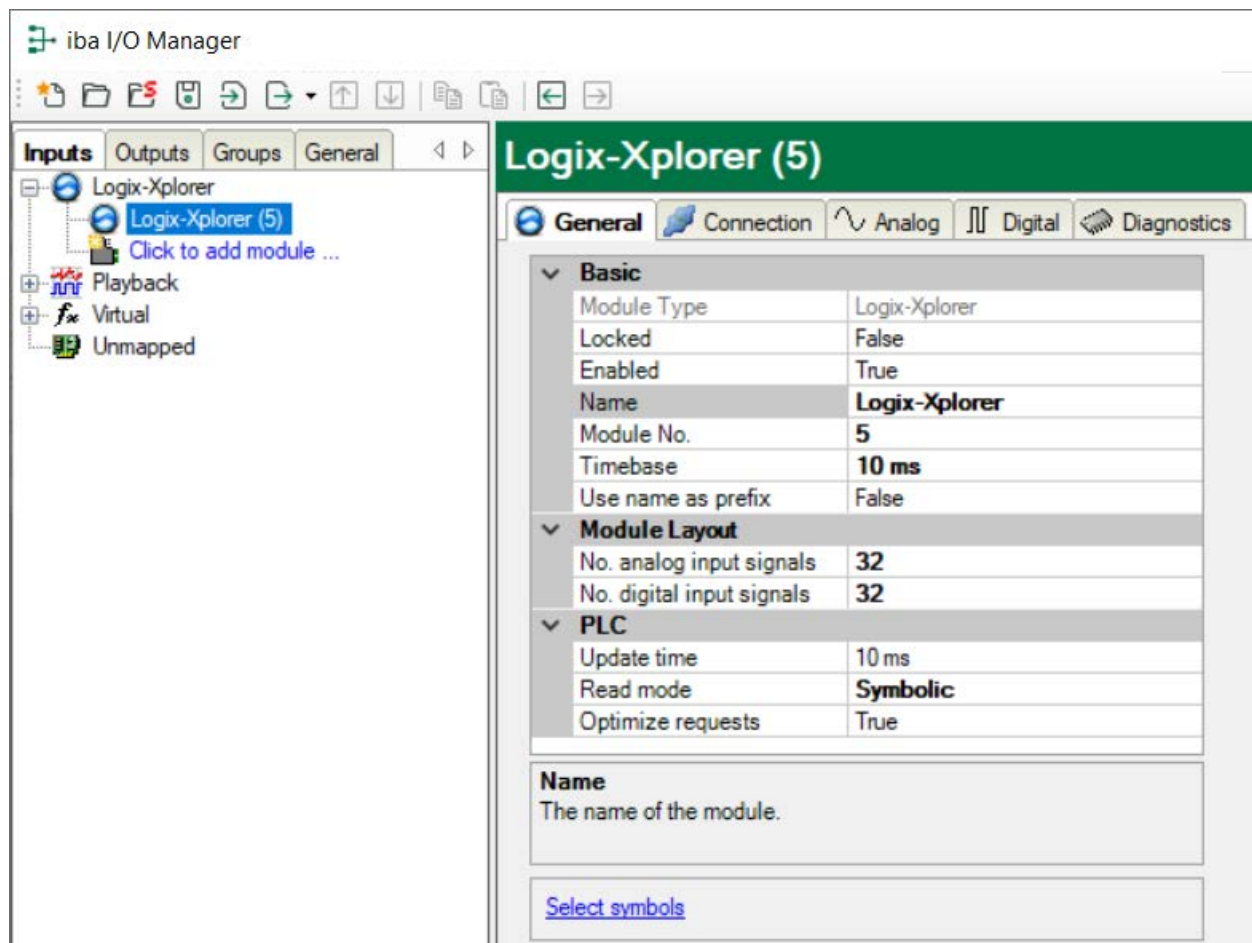 iba I/O Manager
Inputs Outputs Groups General
Logix-Xplorer
Logix-Xplorer (5)
Click to add module ...
Playback
fx Virtual
Unmapped
Logix-Xplorer (5)
General Connection Analog Digital Diagnostics
Basic
Module Type Logix-Xplorer
Locked False
Enabled True
Name Logix-Xplorer
Module No. 5
Timebase 10 ms
Use name as prefix False
Module Layout
No. analog input signals 32
No. digital input signals 32
PLC
Update time 10 ms
Read mode Symbolic
Optimize requests True
Name
The name of the module.
Select symbols